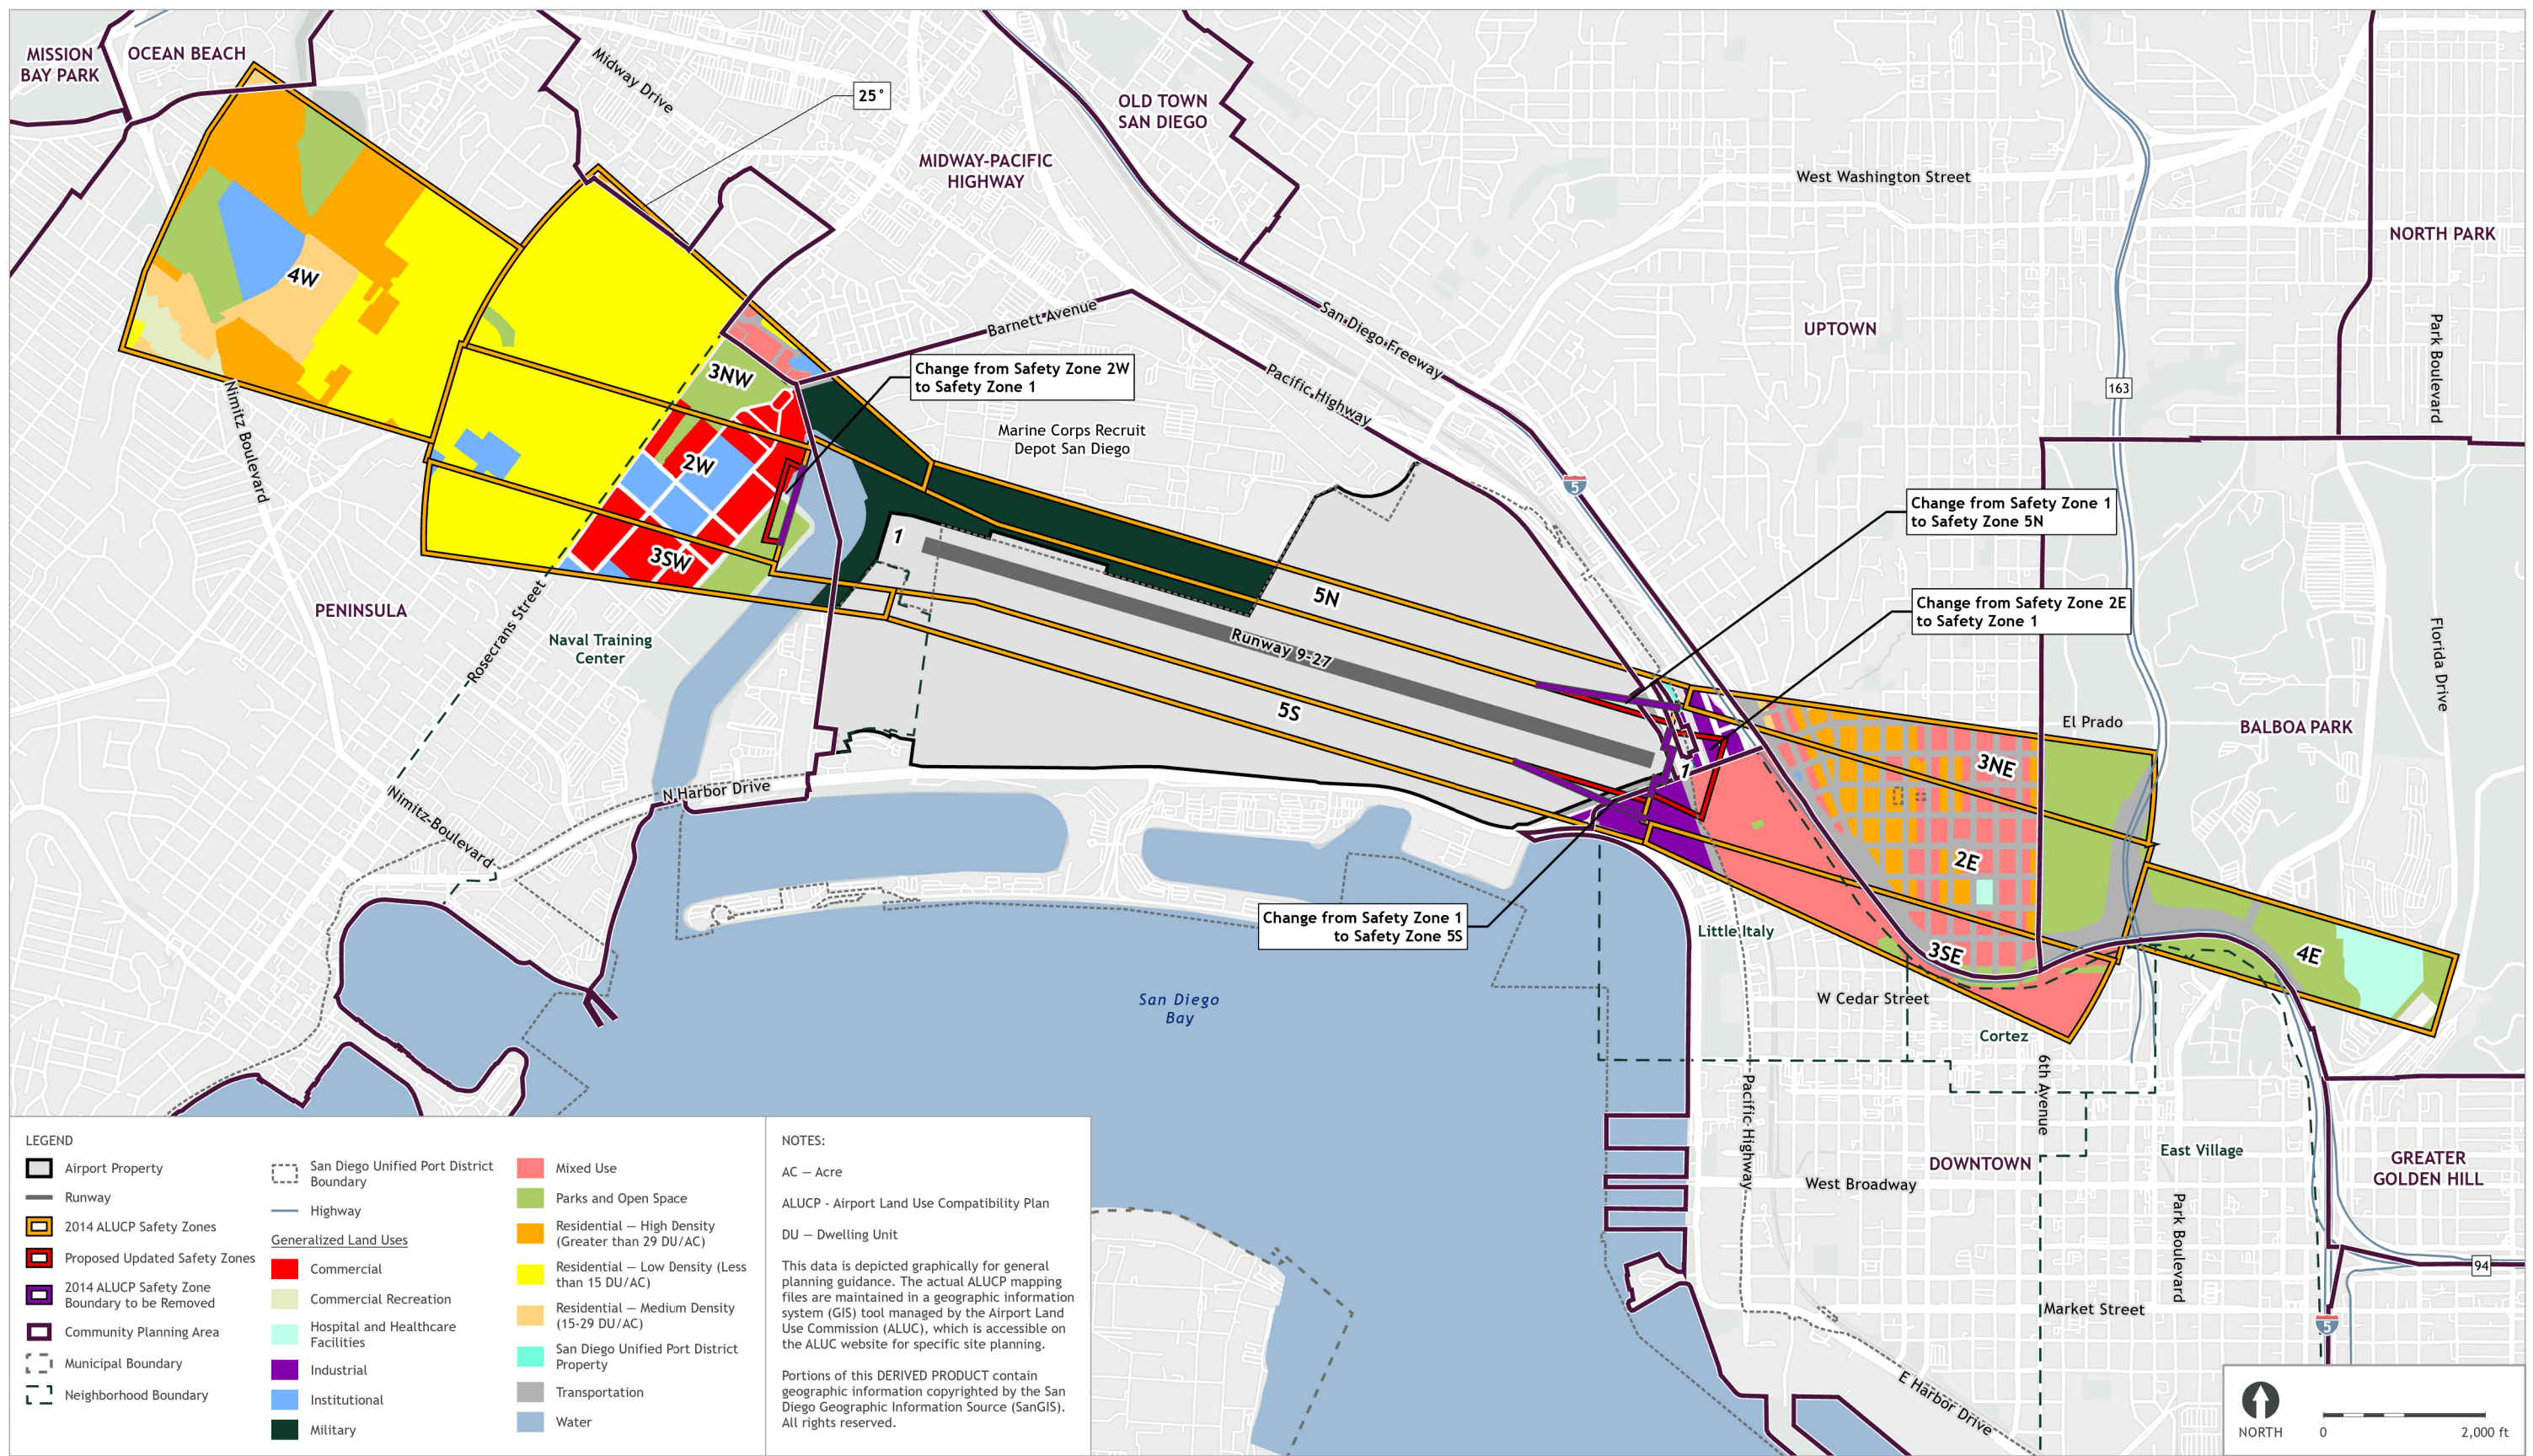 MISSION
BAY PARK
OCEAN BEACH
Midway Drive
25°
OLD TOWN
SAN DIEGO
MIDWAY-PACIFIC
HIGHWAY
West Washington Street
NORTH PARK
4W
Barnett Avenue
San Diego Freeway
UPTOWN
Park Boulevard
3NW
Change from Safety Zone 2W
to Safety Zone 1
Pacific Highway
163
Nimitz Boulevard
Marine Corps Recruit
Depot San Diego
2W
5
Change from Safety Zone 1
to Safety Zone 5N
1
3SW
5N
Change from Safety Zone 2E
to Safety Zone 1
PENINSULA
Rosecrans Street
Naval Training
Center
Runway 9-27
Florida Drive
5S
El Prado
BALBOA PARK
1
3NE
N Harbor Drive
Nimitz Boulevard
2E
Change from Safety Zone 1
to Safety Zone 5S
Little Italy
3SE
4E
San Diego
Bay
W Cedar Street
Cortez
6th Avenue
Pacific Highway
East Village
DOWNTOWN
GREATER
GOLDEN HILL
West Broadway
Park Boulevard
94
Market Street
5
E Harbor Drive
LEGEND
Airport Property
Runway
2014 ALUCP Safety Zones
Proposed Updated Safety Zones
2014 ALUCP Safety Zone
Boundary to be Removed
Community Planning Area
Municipal Boundary
Neighborhood Boundary
San Diego Unified Port District
Boundary
Highway
Generalized Land Uses
Commercial
Commercial Recreation
Hospital and Healthcare
Facilities
Industrial
Institutional
Military
Mixed Use
Parks and Open Space
Residential — High Density
(Greater than 29 DU/AC)
Residential — Low Density (Less
than 15 DU/AC)
Residential — Medium Density
(15-29 DU/AC)
San Diego Unified Port District
Property
Transportation
Water
NOTES:
AC — Acre
ALUCP - Airport Land Use Compatibility Plan
DU — Dwelling Unit
This data is depicted graphically for general
planning guidance. The actual ALUCP mapping
files are maintained in a geographic information
system (GIS) tool managed by the Airport Land
Use Commission (ALUC), which is accessible on
the ALUC website for specific site planning.
Portions of this DERIVED PRODUCT contain
geographic information copyrighted by the San
Diego Geographic Information Source (SanGIS).
All rights reserved.
NORTH
0
2,000 ft